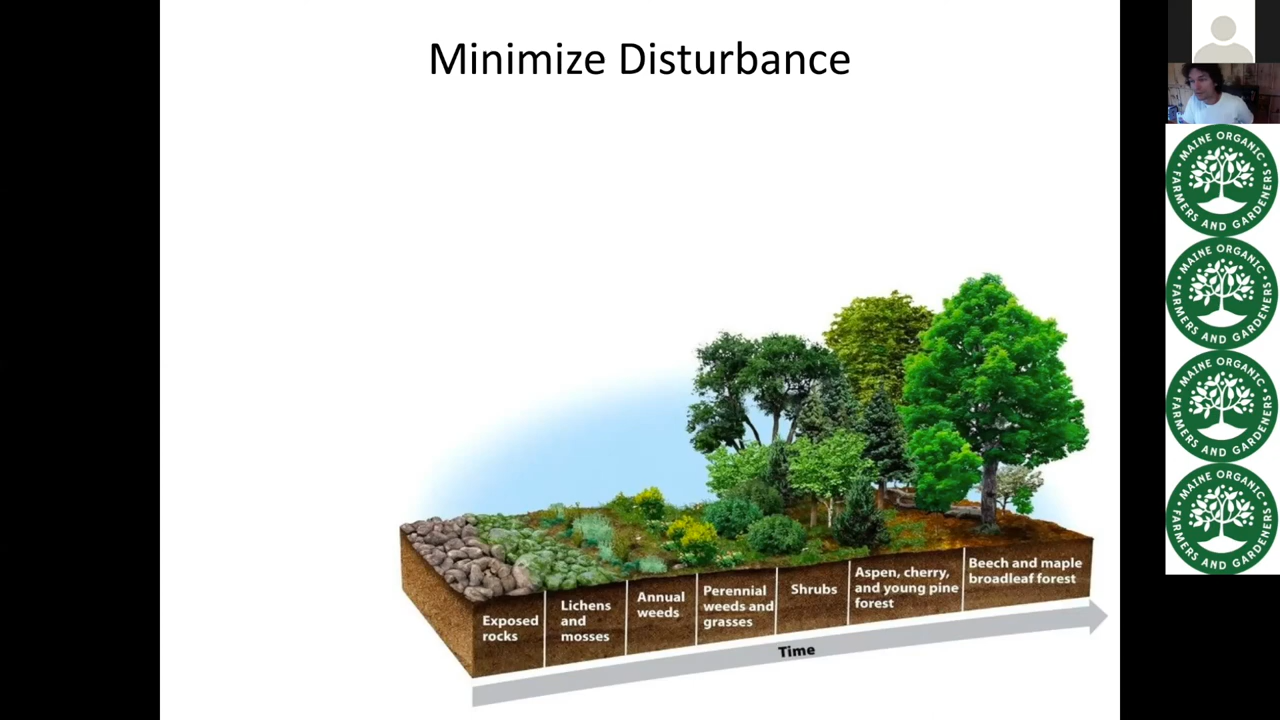 Minimize Disturbance
Exposed
rocks
Lichens
and
mosses
Annual
weeds
Perennial
weeds and
grasses
Shrubs
Aspen, cherry,
and young pine
forest
Beech and maple
broadleaf forest
Time
MAINE ORGANIC
FARMERS AND GARDENERS
MAINE ORGANIC
FARMERS AND GARDENERS
MAINE ORGANIC
FARMERS AND GARDENERS
MAINE ORGANIC
FARMERS AND GARDENERS